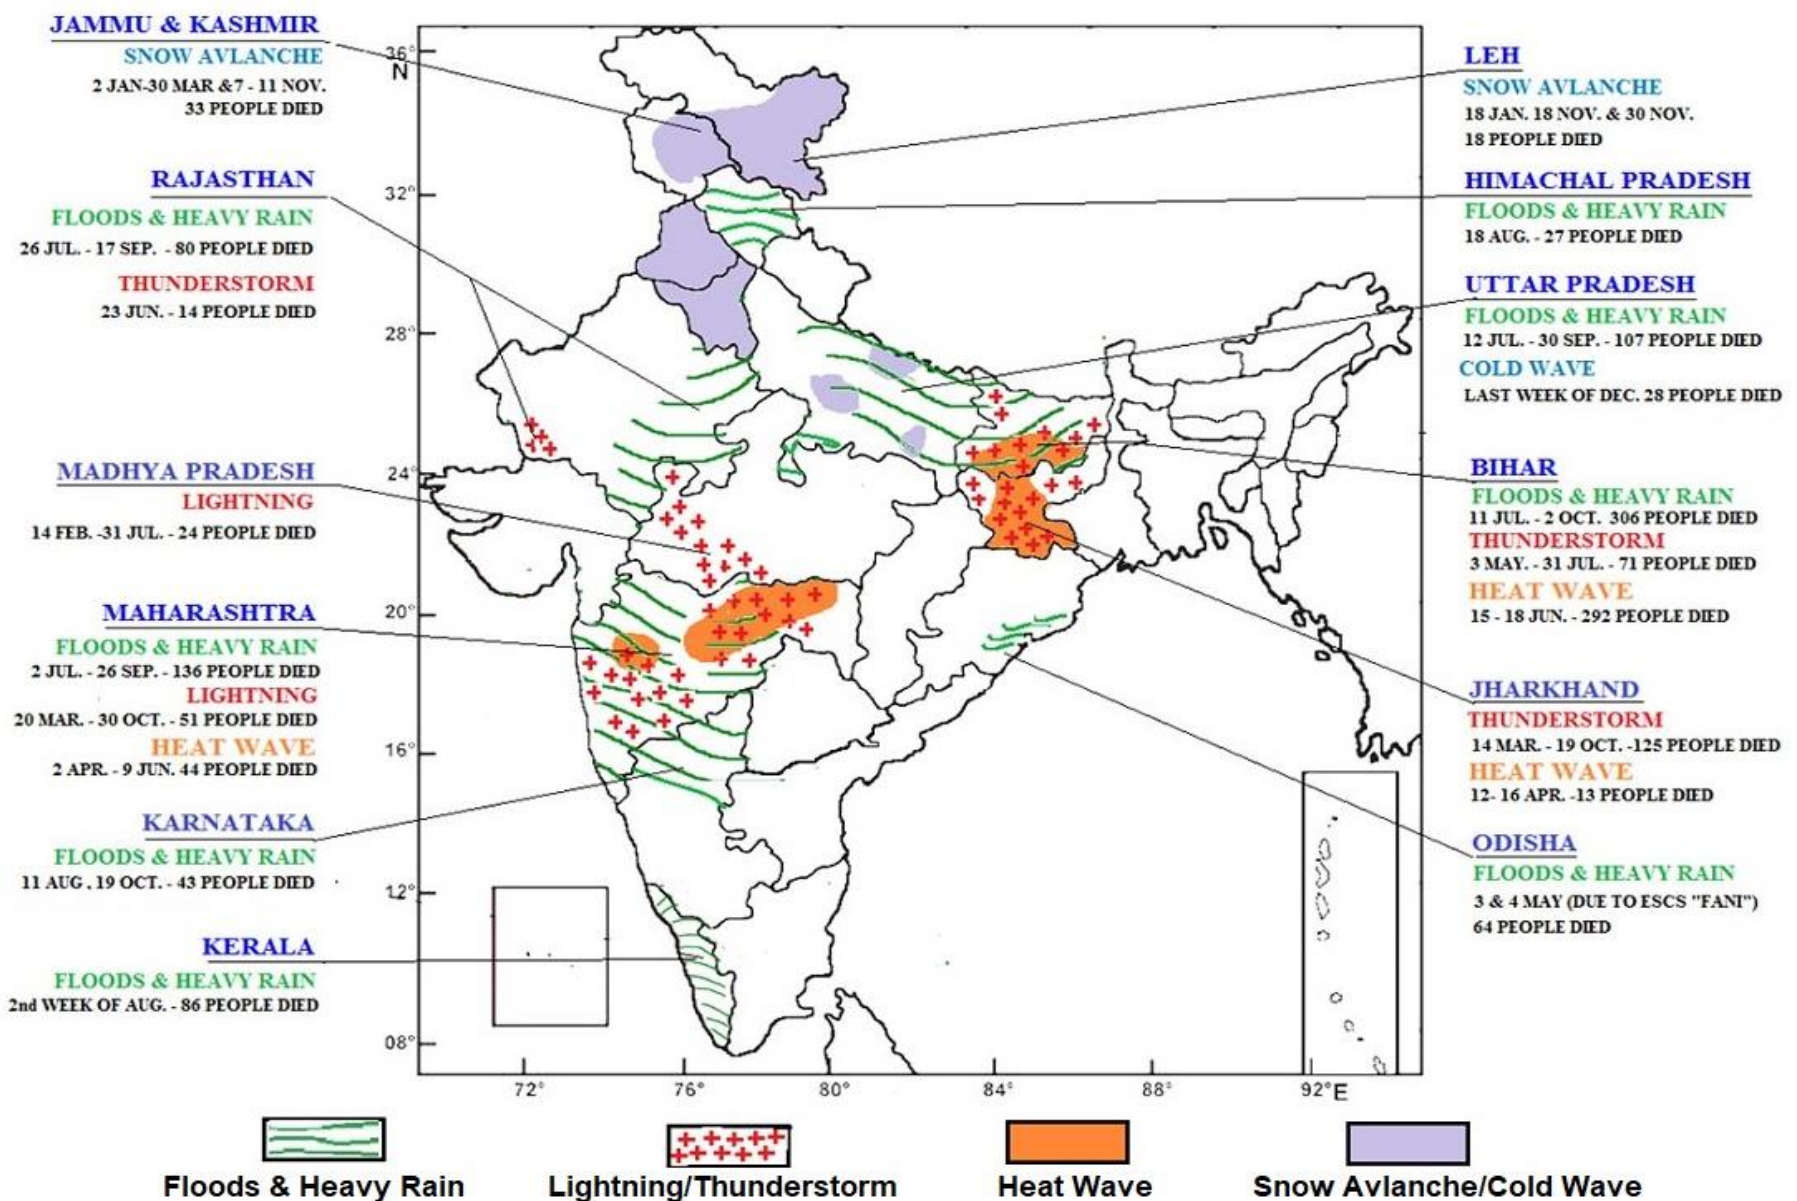 JAMMU & KASHMIR
SNOW AVLANCHE
2 JAN-30 MAR &7 - 11 NOV.
33 PEOPLE DIED
RAJASTHAN
FLOODS & HEAVY RAIN
26 JUL. - 17 SEP. - 80 PEOPLE DIED
THUNDERSTORM
23 JUN. - 14 PEOPLE DIED
MADHYA PRADESH
LIGHTNING
14 FEB. -31 JUL. - 24 PEOPLE DIED
MAHARASHTRA
FLOODS & HEAVY RAIN
2 JUL. - 26 SEP. - 136 PEOPLE DIED
LIGHTNING
20 MAR. - 30 OCT. - 51 PEOPLE DIED
HEAT WAVE
2 APR. - 9 JUN. 44 PEOPLE DIED
KARNATAKA
FLOODS & HEAVY RAIN
11 AUG , 19 OCT. - 43 PEOPLE DIED
KERALA
FLOODS & HEAVY RAIN
2nd WEEK OF AUG. - 86 PEOPLE DIED
36°
N
32°
28°
24°
20°
16°
12°
08°
72°
76°
80°
84°
88°
92°E
LEH
SNOW AVLANCHE
18 JAN. 18 NOV. & 30 NOV.
18 PEOPLE DIED
HIMACHAL PRADESH
FLOODS & HEAVY RAIN
18 AUG. - 27 PEOPLE DIED
UTTAR PRADESH
FLOODS & HEAVY RAIN
12 JUL. - 30 SEP. - 107 PEOPLE DIED
COLD WAVE
LAST WEEK OF DEC. 28 PEOPLE DIED
BIHAR
FLOODS & HEAVY RAIN
11 JUL. - 2 OCT. 306 PEOPLE DIED
THUNDERSTORM
3 MAY. - 31 JUL. - 71 PEOPLE DIED
HEAT WAVE
15 - 18 JUN. - 292 PEOPLE DIED
JHARKHAND
THUNDERSTORM
14 MAR. - 19 OCT. -125 PEOPLE DIED
HEAT WAVE
12- 16 APR. -13 PEOPLE DIED
ODISHA
FLOODS & HEAVY RAIN
3 & 4 MAY (DUE TO ESCS "FANI")
64 PEOPLE DIED
Floods & Heavy Rain
Lightning/Thunderstorm
Heat Wave
Snow Avlanche/Cold Wave